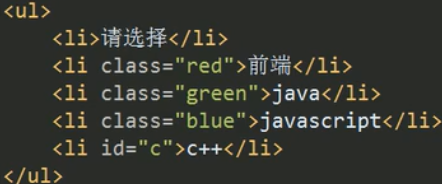 <ul>
    <li>请选择</li>
    <li class="red">前端</li>
    <li class="green">java</li>
    <li class="blue">javascript</li>
    <li id="c">c++</li>
</ul>